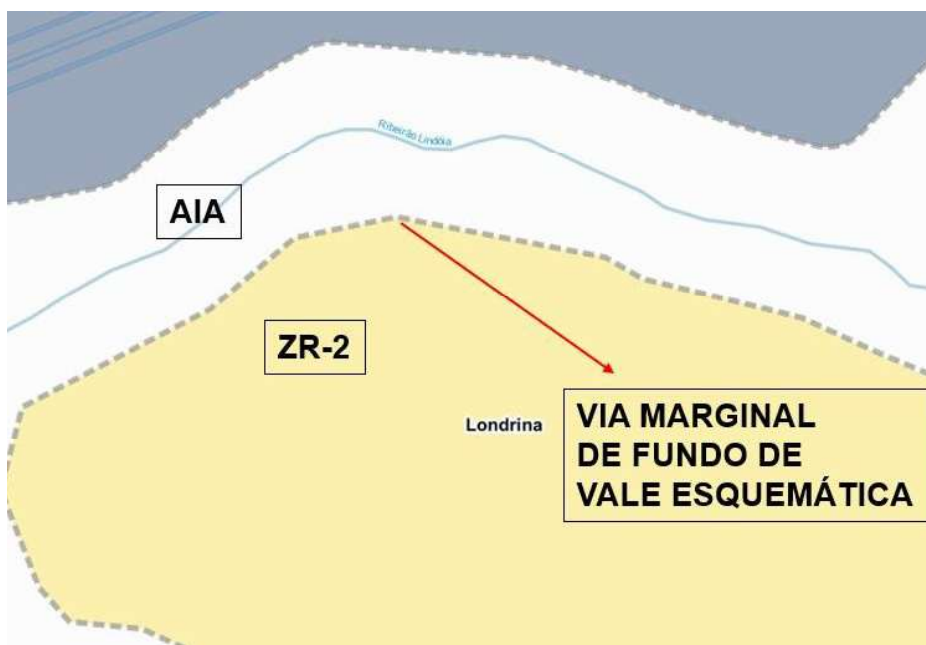 Ribeirão Lindóia
AIA
ZR-2
Londrina
VIA MARGINAL
DE FUNDO DE
VALE ESQUEMÁTICA